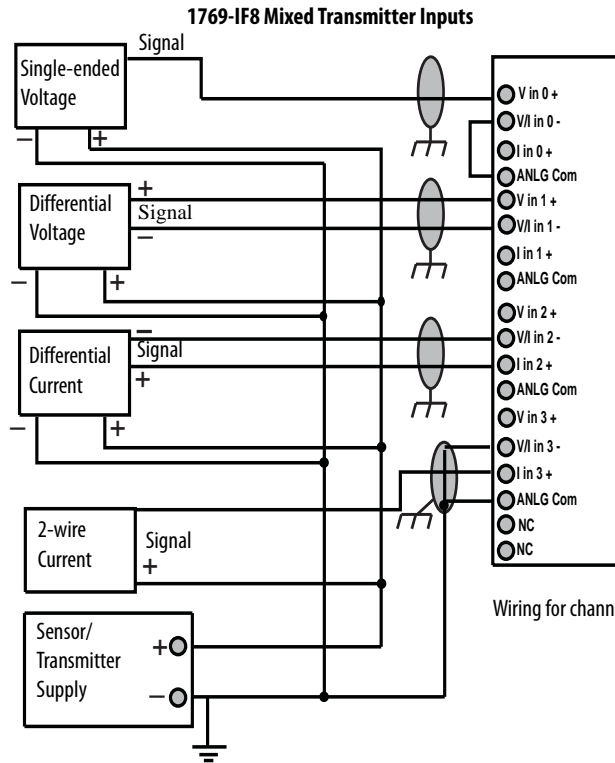 1769-IF8 Mixed Transmitter Inputs
Single-ended
Voltage
Signal
− +
Differential
Voltage
+
Signal
−
− +
Differential
Current
−
Signal
+
− +
2-wire
Current
Signal
+
Sensor/
Transmitter
Supply
+
−
V in 0 +
V/I in 0 -
I in 0 +
ANLG Com
V in 1 +
V/I in 1 -
I in 1 +
ANLG Com
V in 2 +
V/I in 2 -
I in 2 +
ANLG Com
V in 3 +
V/I in 3 -
I in 3 +
ANLG Com
NC
NC
Wiring for chann